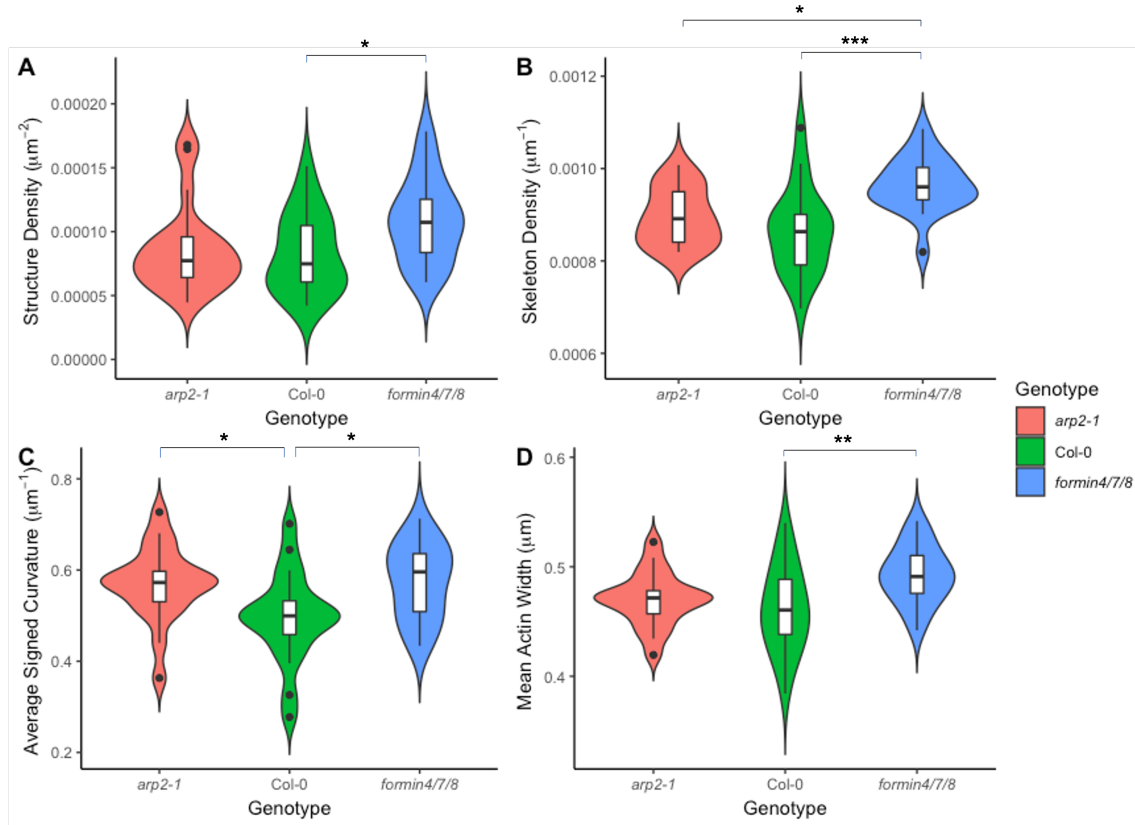 *
***
*
A
Structure Density (μm⁻²)
0.00020
0.00015
0.00010
0.00005
0.00000
arp2-1 Col-0 formin4/7/8
Genotype
B
Skeleton Density (μm⁻¹)
0.0012
0.0010
0.0008
0.0006
arp2-1 Col-0 formin4/7/8
Genotype
Genotype
arp2-1
Col-0
formin4/7/8
* *
C
Average Signed Curvature (μm⁻¹)
0.8
0.6
0.4
0.2
arp2-1 Col-0 formin4/7/8
Genotype
**
D
Mean Actin Width (μm)
0.6
0.5
0.4
arp2-1 Col-0 formin4/7/8
Genotype